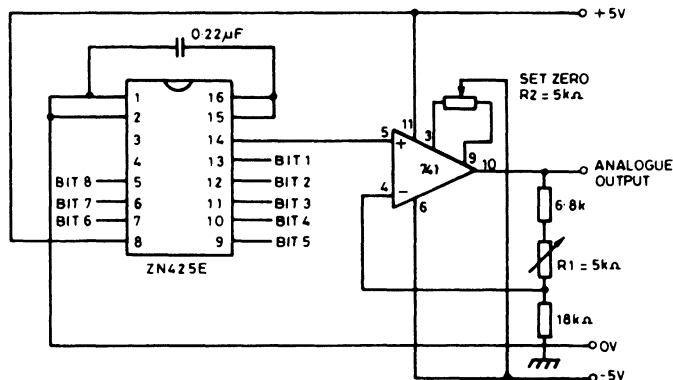 +5V
0·22µF
SET ZERO
R2 = 5kΩ
1 16
2 15
3 14
4 13 BIT 1
BIT 8 5 12 BIT 2
BIT 7 6 11 BIT 3
BIT 6 7 10 BIT 4
8 9 BIT 5
ZN425E
11
3
5 +
9
10
741
4 −
6
ANALOGUE
OUTPUT
6·8k
R1 = 5kΩ
18kΩ
0V
-5V